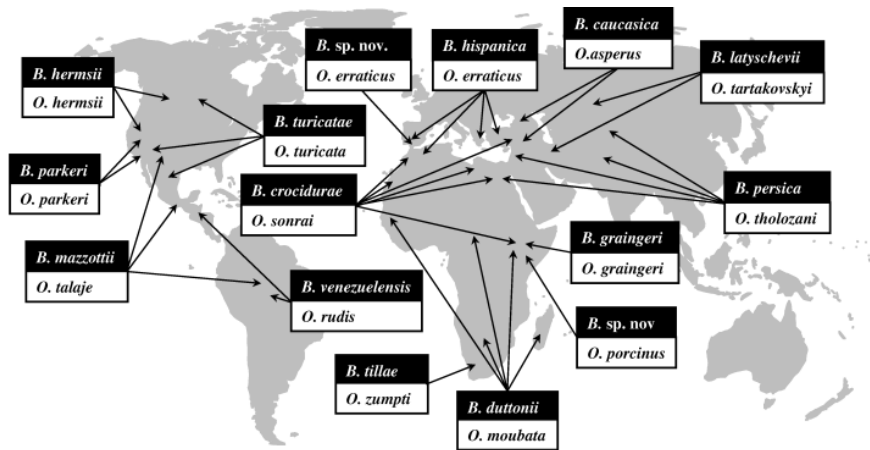 B. sp. nov.
O. erraticus
B. hispanica
O. erraticus
B. caucasica
O.asperus
B. latyschevii
O. tartakovskyi
B. hermsii
O. hermsii
B. turicatae
O. turicata
B. parkeri
O. parkeri
B. crocidurae
O. sonrai
B. persica
O. tholozani
B. mazzottii
O. talaje
B. venezuelensis
O. rudis
B. graingeri
O. graingeri
B. sp. nov
O. porcinus
B. tillae
O. zumpti
B. duttonii
O. moubata